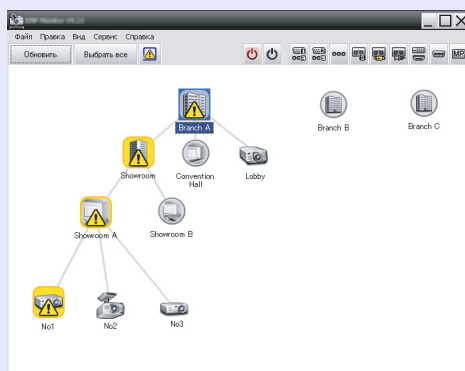 Файл Правка Вид Сервис Справка
Обновить Выбрать все
Branch A
Branch B
Branch C
Showroom
Convention
Hall
Lobby
Showroom A
Showroom B
No1
No2
No3